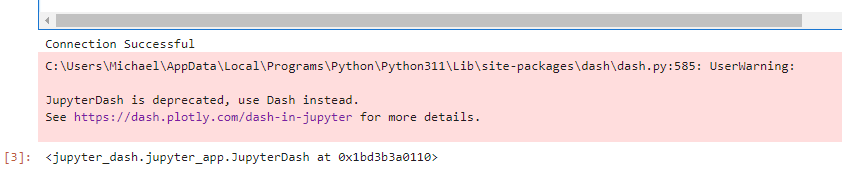 Connection Successful
C:\Users\Michael\AppData\Local\Programs\Python\Python311\Lib\site-packages\dash\dash.py:585: UserWarning:
JupyterDash is deprecated, use Dash instead.
See https://dash.plotly.com/dash-in-jupyter for more details.
[3]: <jupyter_dash.jupyter_app.JupyterDash at 0x1bd3b3a0110>